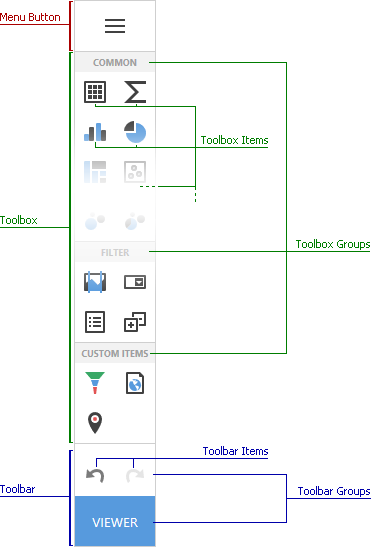 Menu Button
COMMON
Toolbox Items
Toolbox
Toolbox Groups
FILTER
CUSTOM ITEMS
Toolbar Items
Toolbar
Toolbar Groups
VIEWER